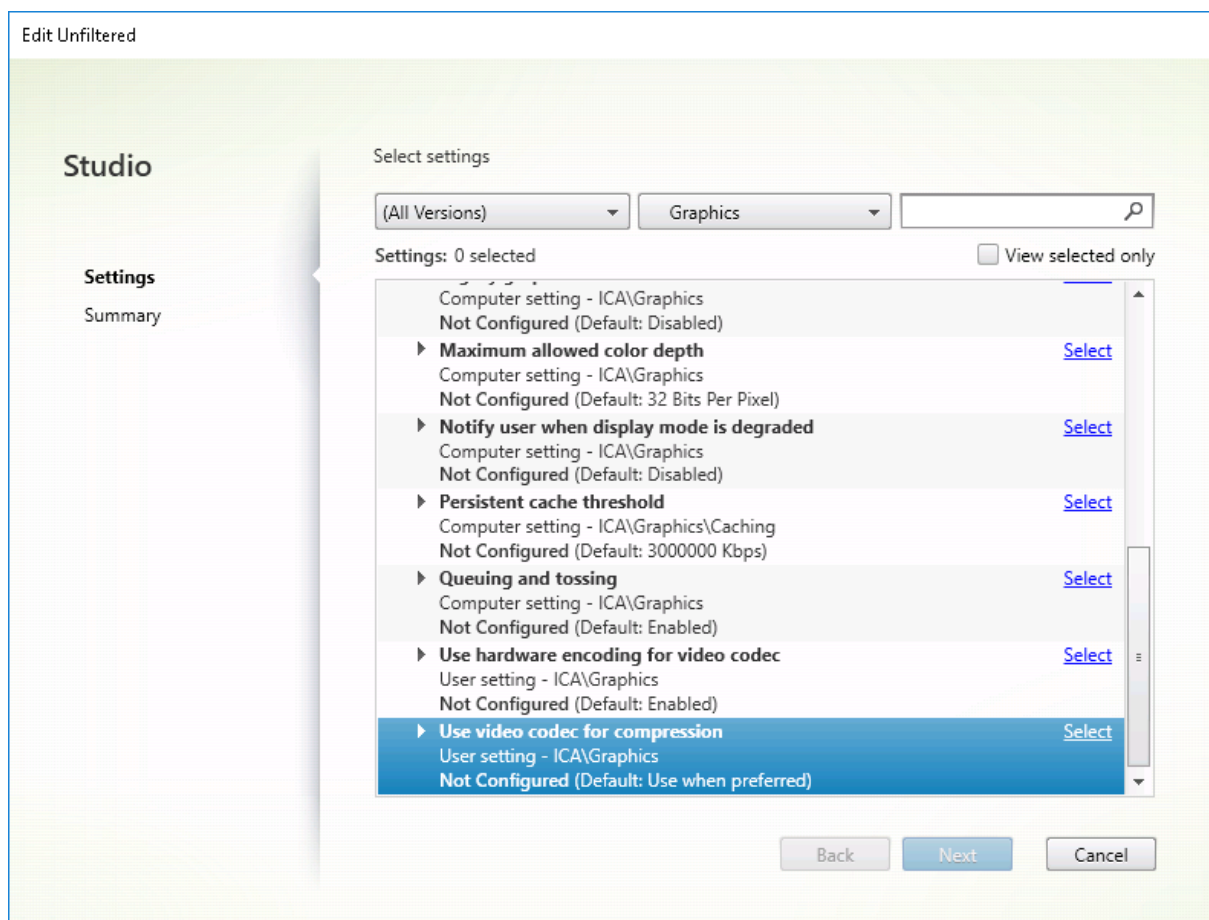 Edit Unfiltered
Studio
Settings
Summary
Select settings
(All Versions)
Graphics
Settings: 0 selected
View selected only
Computer setting - ICA\Graphics
Not Configured (Default: Disabled)
Maximum allowed color depth
Select
Computer setting - ICA\Graphics
Not Configured (Default: 32 Bits Per Pixel)
Notify user when display mode is degraded
Select
Computer setting - ICA\Graphics
Not Configured (Default: Disabled)
Persistent cache threshold
Select
Computer setting - ICA\Graphics\Caching
Not Configured (Default: 3000000 Kbps)
Queuing and tossing
Select
Computer setting - ICA\Graphics
Not Configured (Default: Enabled)
Use hardware encoding for video codec
Select
User setting - ICA\Graphics
Not Configured (Default: Enabled)
Use video codec for compression
Select
User setting - ICA\Graphics
Not Configured (Default: Use when preferred)
Back
Next
Cancel